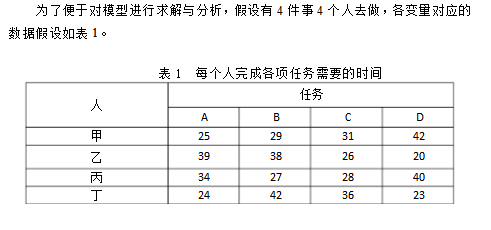 为了便于对模型进行求解与分析，假设有 4 件事 4 个人去做，各变量对应的
数据假设如表 1。
表 1 每个人完成各项任务需要的时间
人 任务
A B C D
甲 25 29 31 42
乙 39 38 26 20
丙 34 27 28 40
丁 24 42 36 23